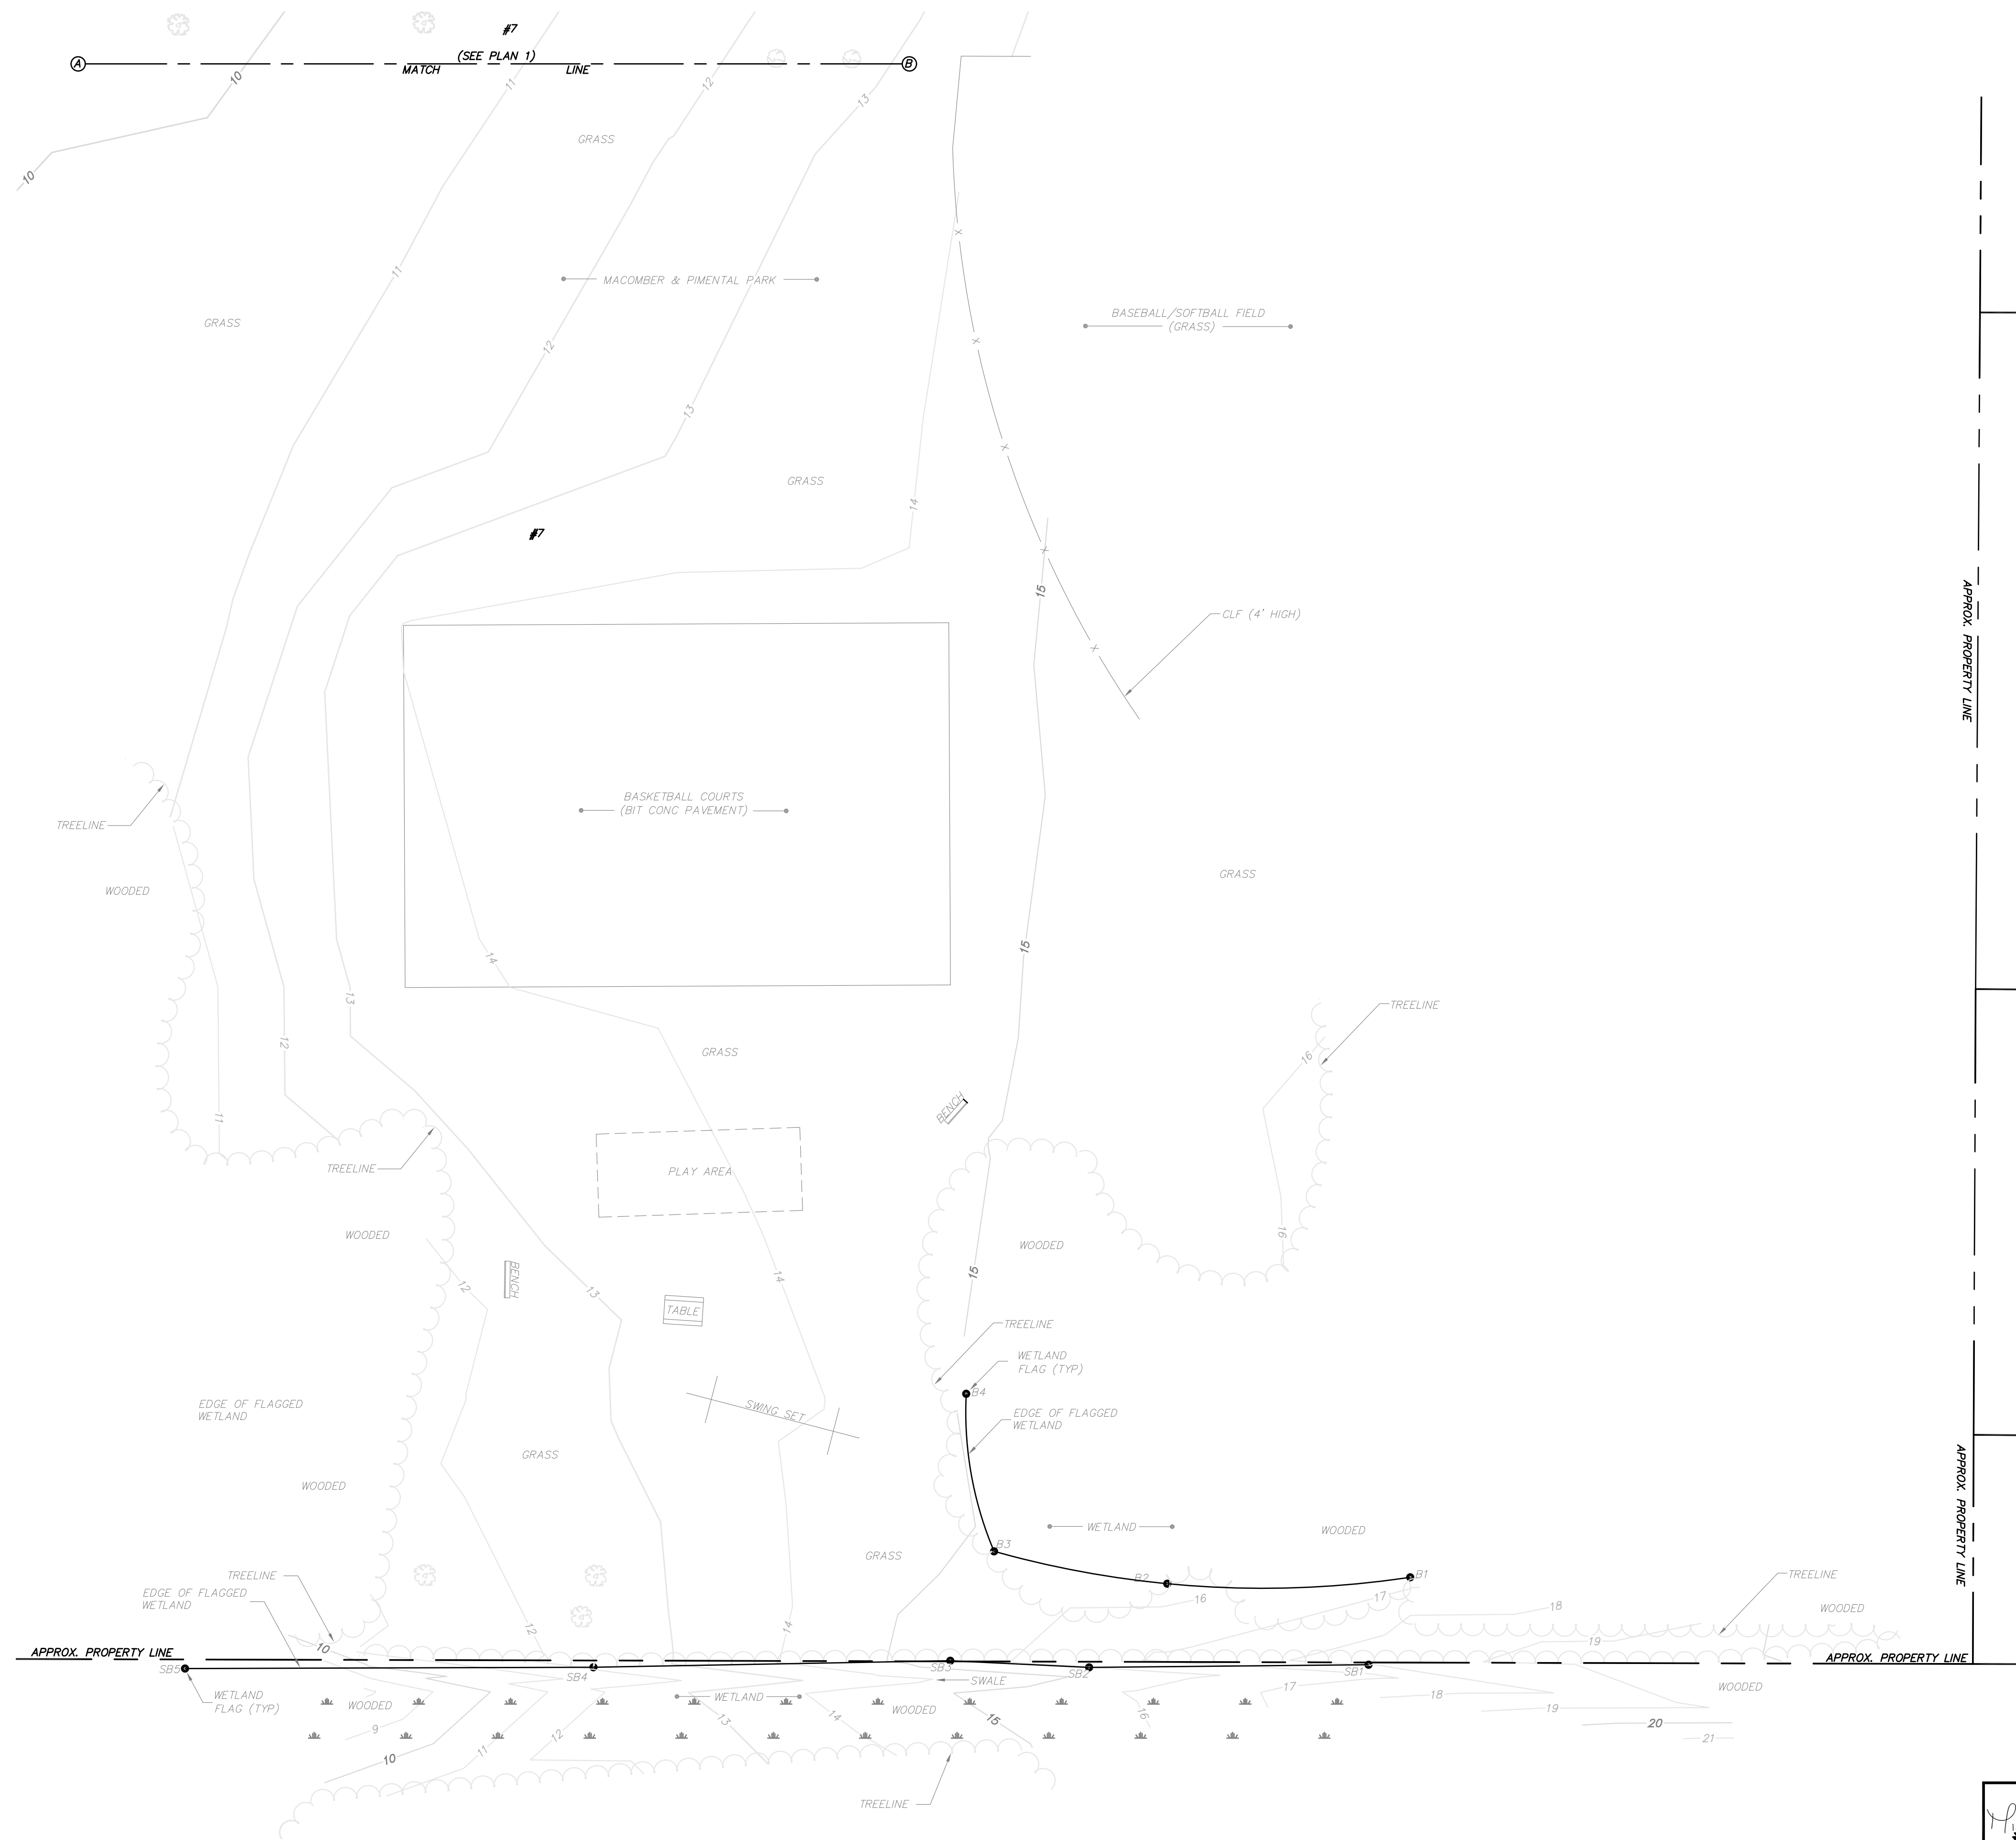 #7
(SEE PLAN 1)
A
B
MATCH LINE
10
11
12
13
10
GRASS
11
MACOMBER & PIMENTAL PARK
X
BASEBALL/SOFTBALL FIELD
(GRASS)
GRASS
12
X
13
X
GRASS
14
#7
X
15
CLF (4' HIGH)
APPROX. PROPERTY LINE
X
BASKETBALL COURTS
(BIT CONC PAVEMENT)
TREELINE
WOODED
GRASS
15
14
13
TREELINE
12
GRASS
16
11
BENCH
TREELINE
PLAY AREA
WOODED
WOODED
16
12
BENCH
13
14
15
TABLE
TREELINE
WETLAND
FLAG (TYP)
B4
EDGE OF FLAGGED
WETLAND
SWING SET
EDGE OF FLAGGED
WETLAND
GRASS
WOODED
APPROX. PROPERTY LINE
WETLAND
WOODED
B3
GRASS
TREELINE
B2
B1
TREELINE
EDGE OF FLAGGED
WETLAND
16
17
18
WOODED
12
14
19
10
APPROX. PROPERTY LINE
APPROX. PROPERTY LINE
SB5
SB4
SB3
SB2
SB1
SWALE
WETLAND
FLAG (TYP)
WOODED
WETLAND
WOODED
17
18
19
WOODED
9
10
11
12
13
14
15
16
20
21
TREELINE